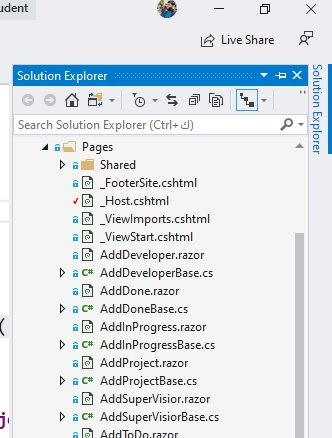 udent
Live Share
Solution Explorer
Search Solution Explorer (Ctrl+ك)
Pages
Shared
_FooterSite.cshtml
_Host.cshtml
_ViewImports.cshtml
_ViewStart.cshtml
AddDeveloper.razor
C# AddDeveloperBase.cs
AddDone.razor
C# AddDoneBase.cs
AddInProgress.razor
C# AddInProgressBase.cs
AddProject.razor
C# AddProjectBase.cs
AddSuperVisior.razor
C# AddSuperVisiorBase.cs
AddToDo.razor
Solution Explorer